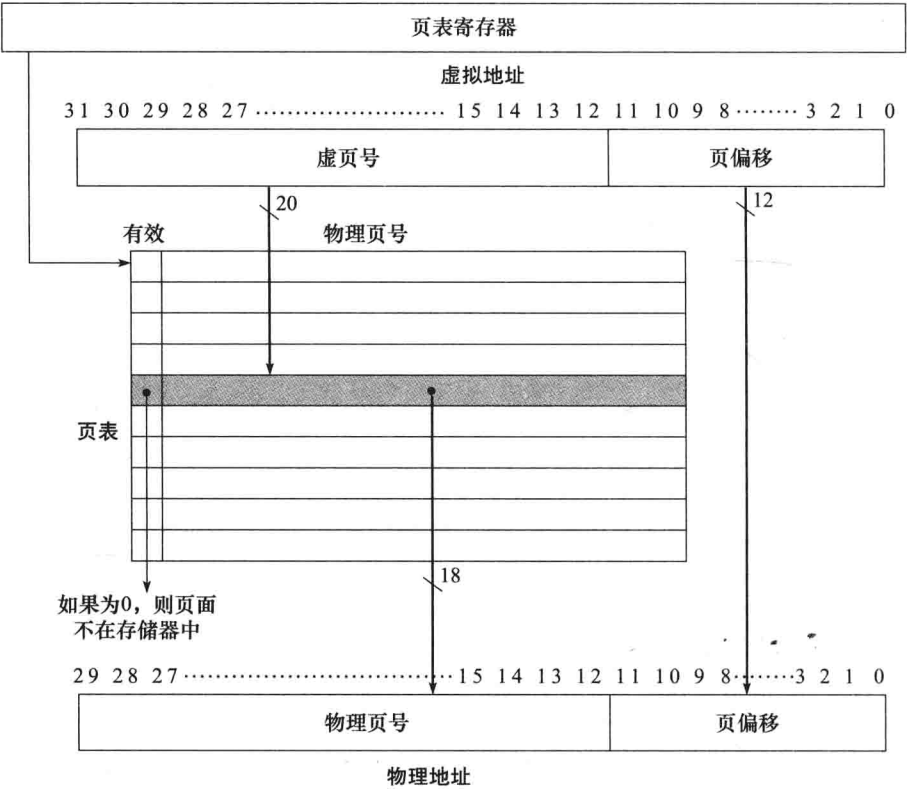 页表寄存器
虚拟地址
31 30 29 28 27 ........................ 15 14 13 12 11 10 9 8 ........ 3 2 1 0
虚页号 页偏移
20 12
有效 物理页号
页表
18
如果为0，则页面
不在存储器中
29 28 27 .................................. 15 14 13 12 11 10 9 8 ........ 3 2 1 0
物理页号 页偏移
物理地址